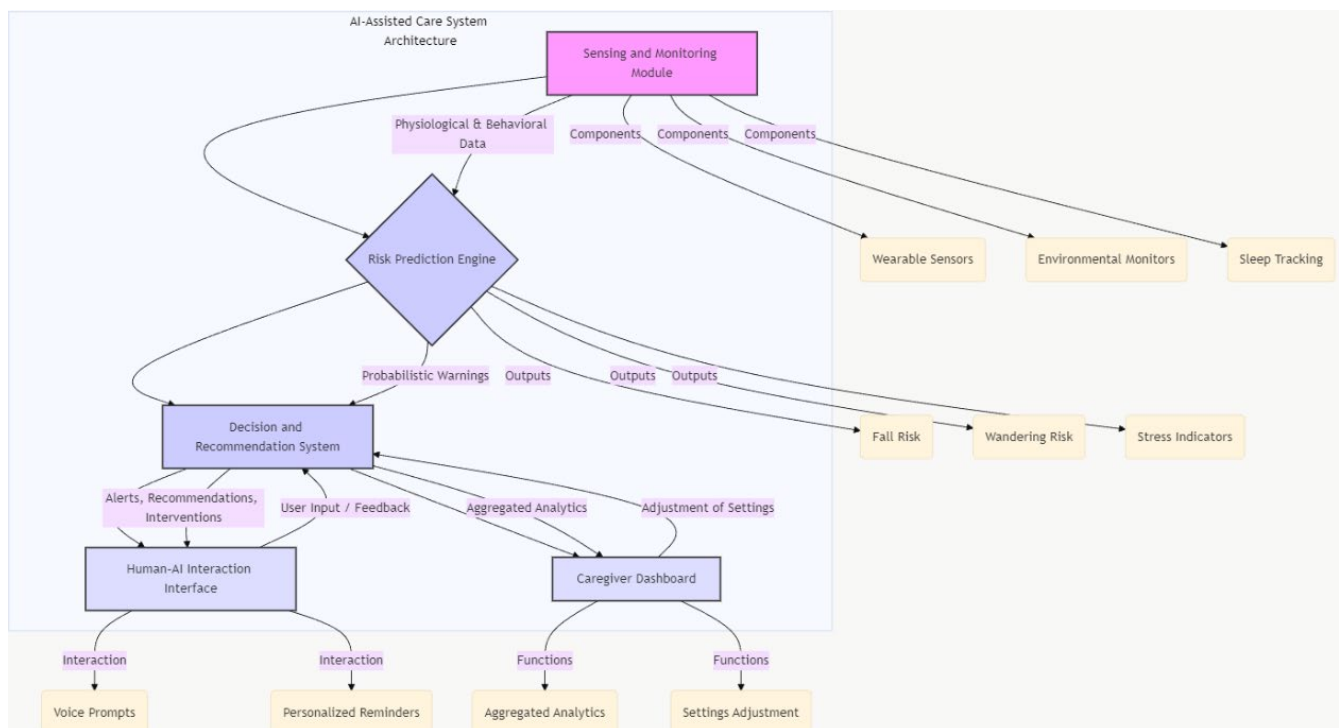 AI-Assisted Care System
Architecture
Sensing and Monitoring
Module
Physiological & Behavioral
Data
Components
Components
Components
Risk Prediction Engine
Wearable Sensors
Environmental Monitors
Sleep Tracking
Probabilistic Warnings
Outputs
Outputs
Outputs
Decision and
Recommendation System
Fall Risk
Wandering Risk
Stress Indicators
Alerts, Recommendations,
Interventions
User Input / Feedback
Aggregated Analytics
Adjustment of Settings
Human-AI Interaction
Interface
Caregiver Dashboard
Interaction
Interaction
Functions
Functions
Voice Prompts
Personalized Reminders
Aggregated Analytics
Settings Adjustment